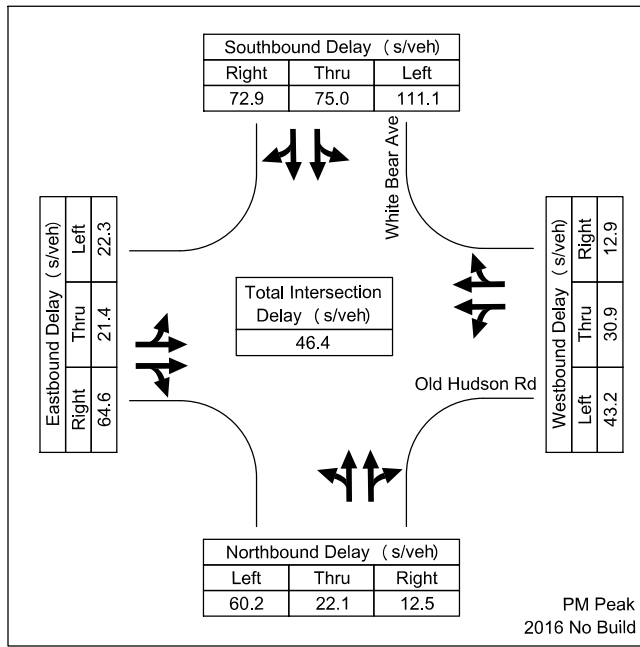 Southbound Delay ( s/veh)
Right Thru Left
72.9 75.0 111.1
White Bear Ave
Eastbound Delay ( s/veh)
Right Thru Left
64.6 21.4 22.3
Total Intersection
Delay ( s/veh)
46.4
Westbound Delay ( s/veh)
Left Thru Right
43.2 30.9 12.9
Old Hudson Rd
Northbound Delay ( s/veh)
Left Thru Right
60.2 22.1 12.5
PM Peak
2016 No Build